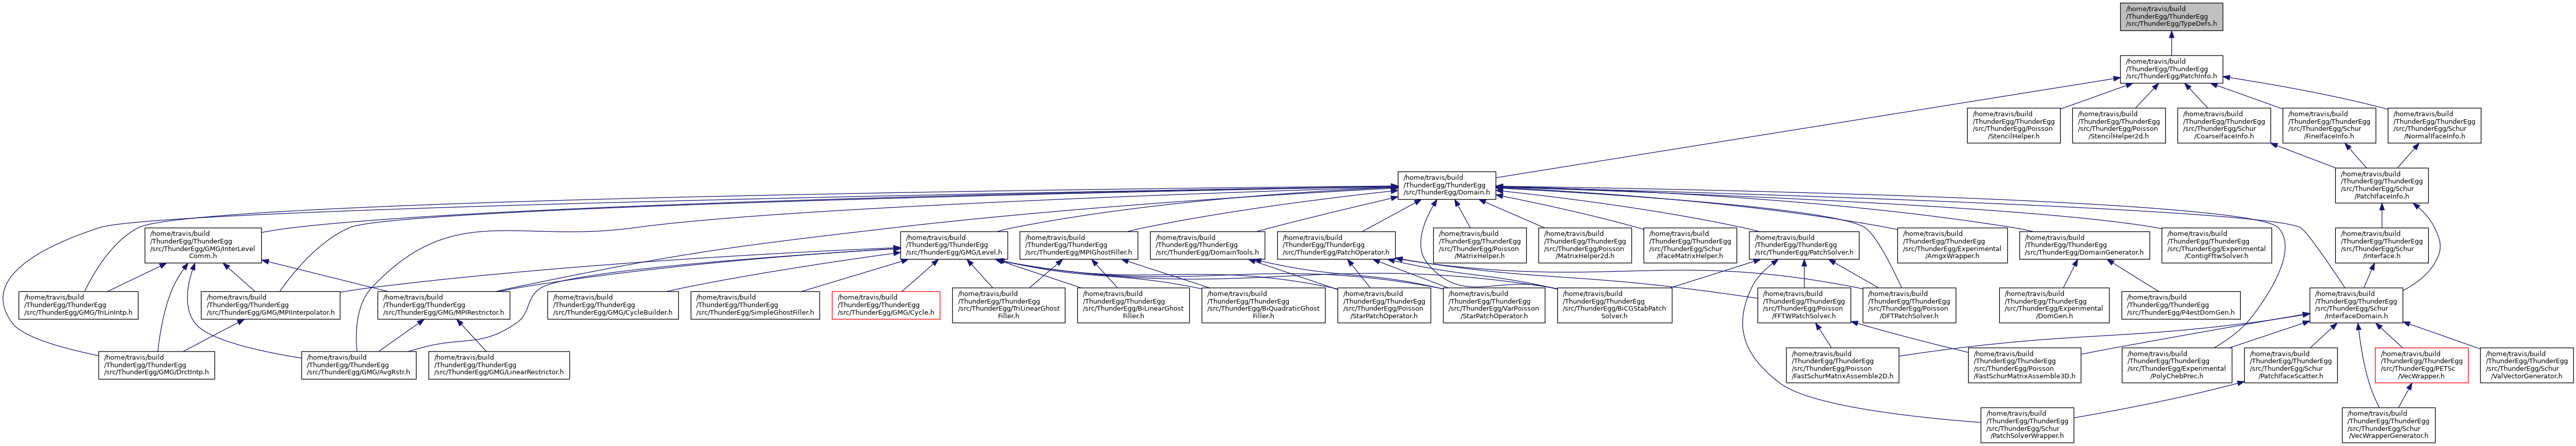 /home/travis/build
/ThunderEgg/ThunderEgg
/src/ThunderEgg/TypeDefs.h
/home/travis/build
/ThunderEgg/ThunderEgg
/src/ThunderEgg/PatchInfo.h
/home/travis/build
/ThunderEgg/ThunderEgg
/src/ThunderEgg/Poisson
/StencilHelper.h
/home/travis/build
/ThunderEgg/ThunderEgg
/src/ThunderEgg/Poisson
/StencilHelper2d.h
/home/travis/build
/ThunderEgg/ThunderEgg
/src/ThunderEgg/Schur
/CoarseIfaceInfo.h
/home/travis/build
/ThunderEgg/ThunderEgg
/src/ThunderEgg/Schur
/FineIfaceInfo.h
/home/travis/build
/ThunderEgg/ThunderEgg
/src/ThunderEgg/Schur
/NormalIfaceInfo.h
/home/travis/build
/ThunderEgg/ThunderEgg
/src/ThunderEgg/Domain.h
/home/travis/build
/ThunderEgg/ThunderEgg
/src/ThunderEgg/Schur
/PatchIfaceInfo.h
/home/travis/build
/ThunderEgg/ThunderEgg
/src/ThunderEgg/GMG/InterLevel
Comm.h
/home/travis/build
/ThunderEgg/ThunderEgg
/src/ThunderEgg/GMG/Level.h
/home/travis/build
/ThunderEgg/ThunderEgg
/src/ThunderEgg/MPIGhostFiller.h
/home/travis/build
/ThunderEgg/ThunderEgg
/src/ThunderEgg/DomainTools.h
/home/travis/build
/ThunderEgg/ThunderEgg
/src/ThunderEgg/PatchOperator.h
/home/travis/build
/ThunderEgg/ThunderEgg
/src/ThunderEgg/Poisson
/MatrixHelper.h
/home/travis/build
/ThunderEgg/ThunderEgg
/src/ThunderEgg/Poisson
/MatrixHelper2d.h
/home/travis/build
/ThunderEgg/ThunderEgg
/src/ThunderEgg/Schur
/IfaceMatrixHelper.h
/home/travis/build
/ThunderEgg/ThunderEgg
/src/ThunderEgg/PatchSolver.h
/home/travis/build
/ThunderEgg/ThunderEgg
/src/ThunderEgg/Experimental
/AmgxWrapper.h
/home/travis/build
/ThunderEgg/ThunderEgg
/src/ThunderEgg/DomainGenerator.h
/home/travis/build
/ThunderEgg/ThunderEgg
/src/ThunderEgg/Experimental
/ContigFftwSolver.h
/home/travis/build
/ThunderEgg/ThunderEgg
/src/ThunderEgg/Schur
/Interface.h
/home/travis/build
/ThunderEgg/ThunderEgg
/src/ThunderEgg/GMG/TriLinIntp.h
/home/travis/build
/ThunderEgg/ThunderEgg
/src/ThunderEgg/GMG/MPIInterpolator.h
/home/travis/build
/ThunderEgg/ThunderEgg
/src/ThunderEgg/GMG/MPIRestrictor.h
/home/travis/build
/ThunderEgg/ThunderEgg
/src/ThunderEgg/GMG/CycleBuilder.h
/home/travis/build
/ThunderEgg/ThunderEgg
/src/ThunderEgg/SimpleGhostFiller.h
/home/travis/build
/ThunderEgg/ThunderEgg
/src/ThunderEgg/GMG/Cycle.h
/home/travis/build
/ThunderEgg/ThunderEgg
/src/ThunderEgg/TriLinearGhost
Filler.h
/home/travis/build
/ThunderEgg/ThunderEgg
/src/ThunderEgg/BiLinearGhost
Filler.h
/home/travis/build
/ThunderEgg/ThunderEgg
/src/ThunderEgg/BiQuadraticGhost
Filler.h
/home/travis/build
/ThunderEgg/ThunderEgg
/src/ThunderEgg/Poisson
/StarPatchOperator.h
/home/travis/build
/ThunderEgg/ThunderEgg
/src/ThunderEgg/VarPoisson
/StarPatchOperator.h
/home/travis/build
/ThunderEgg/ThunderEgg
/src/ThunderEgg/BiCGStabPatch
Solver.h
/home/travis/build
/ThunderEgg/ThunderEgg
/src/ThunderEgg/Poisson
/FFTWPatchSolver.h
/home/travis/build
/ThunderEgg/ThunderEgg
/src/ThunderEgg/Poisson
/DFTPatchSolver.h
/home/travis/build
/ThunderEgg/ThunderEgg
/src/ThunderEgg/Experimental
/DomGen.h
/home/travis/build
/ThunderEgg/ThunderEgg
/src/ThunderEgg/P4estDomGen.h
/home/travis/build
/ThunderEgg/ThunderEgg
/src/ThunderEgg/Schur
/InterfaceDomain.h
/home/travis/build
/ThunderEgg/ThunderEgg
/src/ThunderEgg/GMG/DrctIntp.h
/home/travis/build
/ThunderEgg/ThunderEgg
/src/ThunderEgg/GMG/AvgRstr.h
/home/travis/build
/ThunderEgg/ThunderEgg
/src/ThunderEgg/GMG/LinearRestrictor.h
/home/travis/build
/ThunderEgg/ThunderEgg
/src/ThunderEgg/Poisson
/FastSchurMatrixAssemble2D.h
/home/travis/build
/ThunderEgg/ThunderEgg
/src/ThunderEgg/Poisson
/FastSchurMatrixAssemble3D.h
/home/travis/build
/ThunderEgg/ThunderEgg
/src/ThunderEgg/Experimental
/PolyChebPrec.h
/home/travis/build
/ThunderEgg/ThunderEgg
/src/ThunderEgg/Schur
/PatchIfaceScatter.h
/home/travis/build
/ThunderEgg/ThunderEgg
/src/ThunderEgg/PETSc
/VecWrapper.h
/home/travis/build
/ThunderEgg/ThunderEgg
/src/ThunderEgg/Schur
/ValVectorGenerator.h
/home/travis/build
/ThunderEgg/ThunderEgg
/src/ThunderEgg/Schur
/PatchSolverWrapper.h
/home/travis/build
/ThunderEgg/ThunderEgg
/src/ThunderEgg/Schur
/VecWrapperGenerator.h